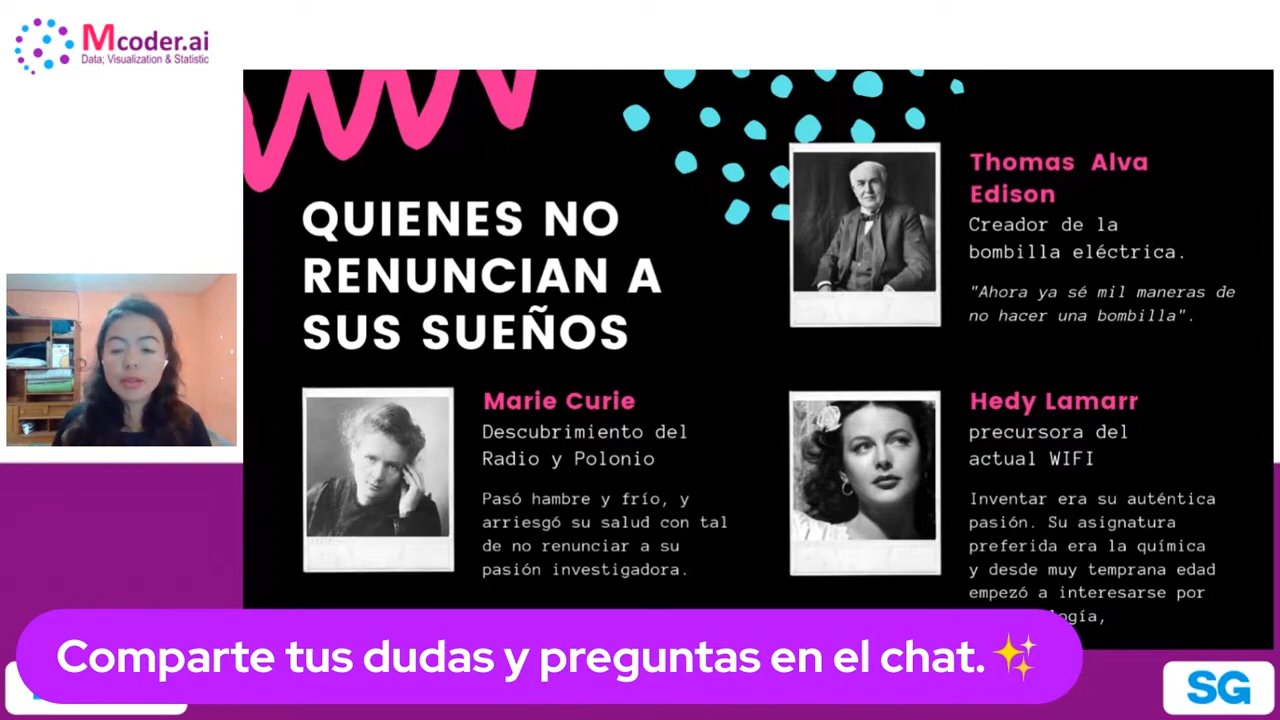 Mcoder.ai
Data; Visualization & Statistic
QUIENES NO
RENUNCIAN A
SUS SUEÑOS
Thomas Alva
Edison
Creador de la
bombilla eléctrica.
"Ahora ya sé mil maneras de
no hacer una bombilla".
Marie Curie
Descubrimiento del
Radio y Polonio
Pasó hambre y frío, y
arriesgó su salud con tal
de no renunciar a su
pasión investigadora.
Hedy Lamarr
precursora del
actual WIFI
Inventar era su auténtica
pasión. Su asignatura
preferida era la química
y desde muy temprana edad
empezó a interesarse por
Comparte tus dudas y preguntas en el chat.✨
SG